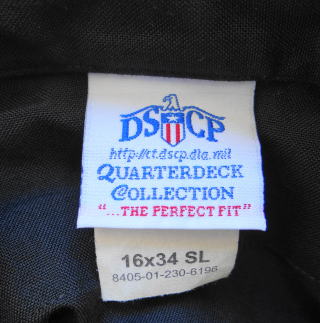 DSCP
http://ct.dscp.dla.mil
QUARTERDECK
COLLECTION
"...THE PERFECT FIT"
16x34 SL
8405-01-230-6196